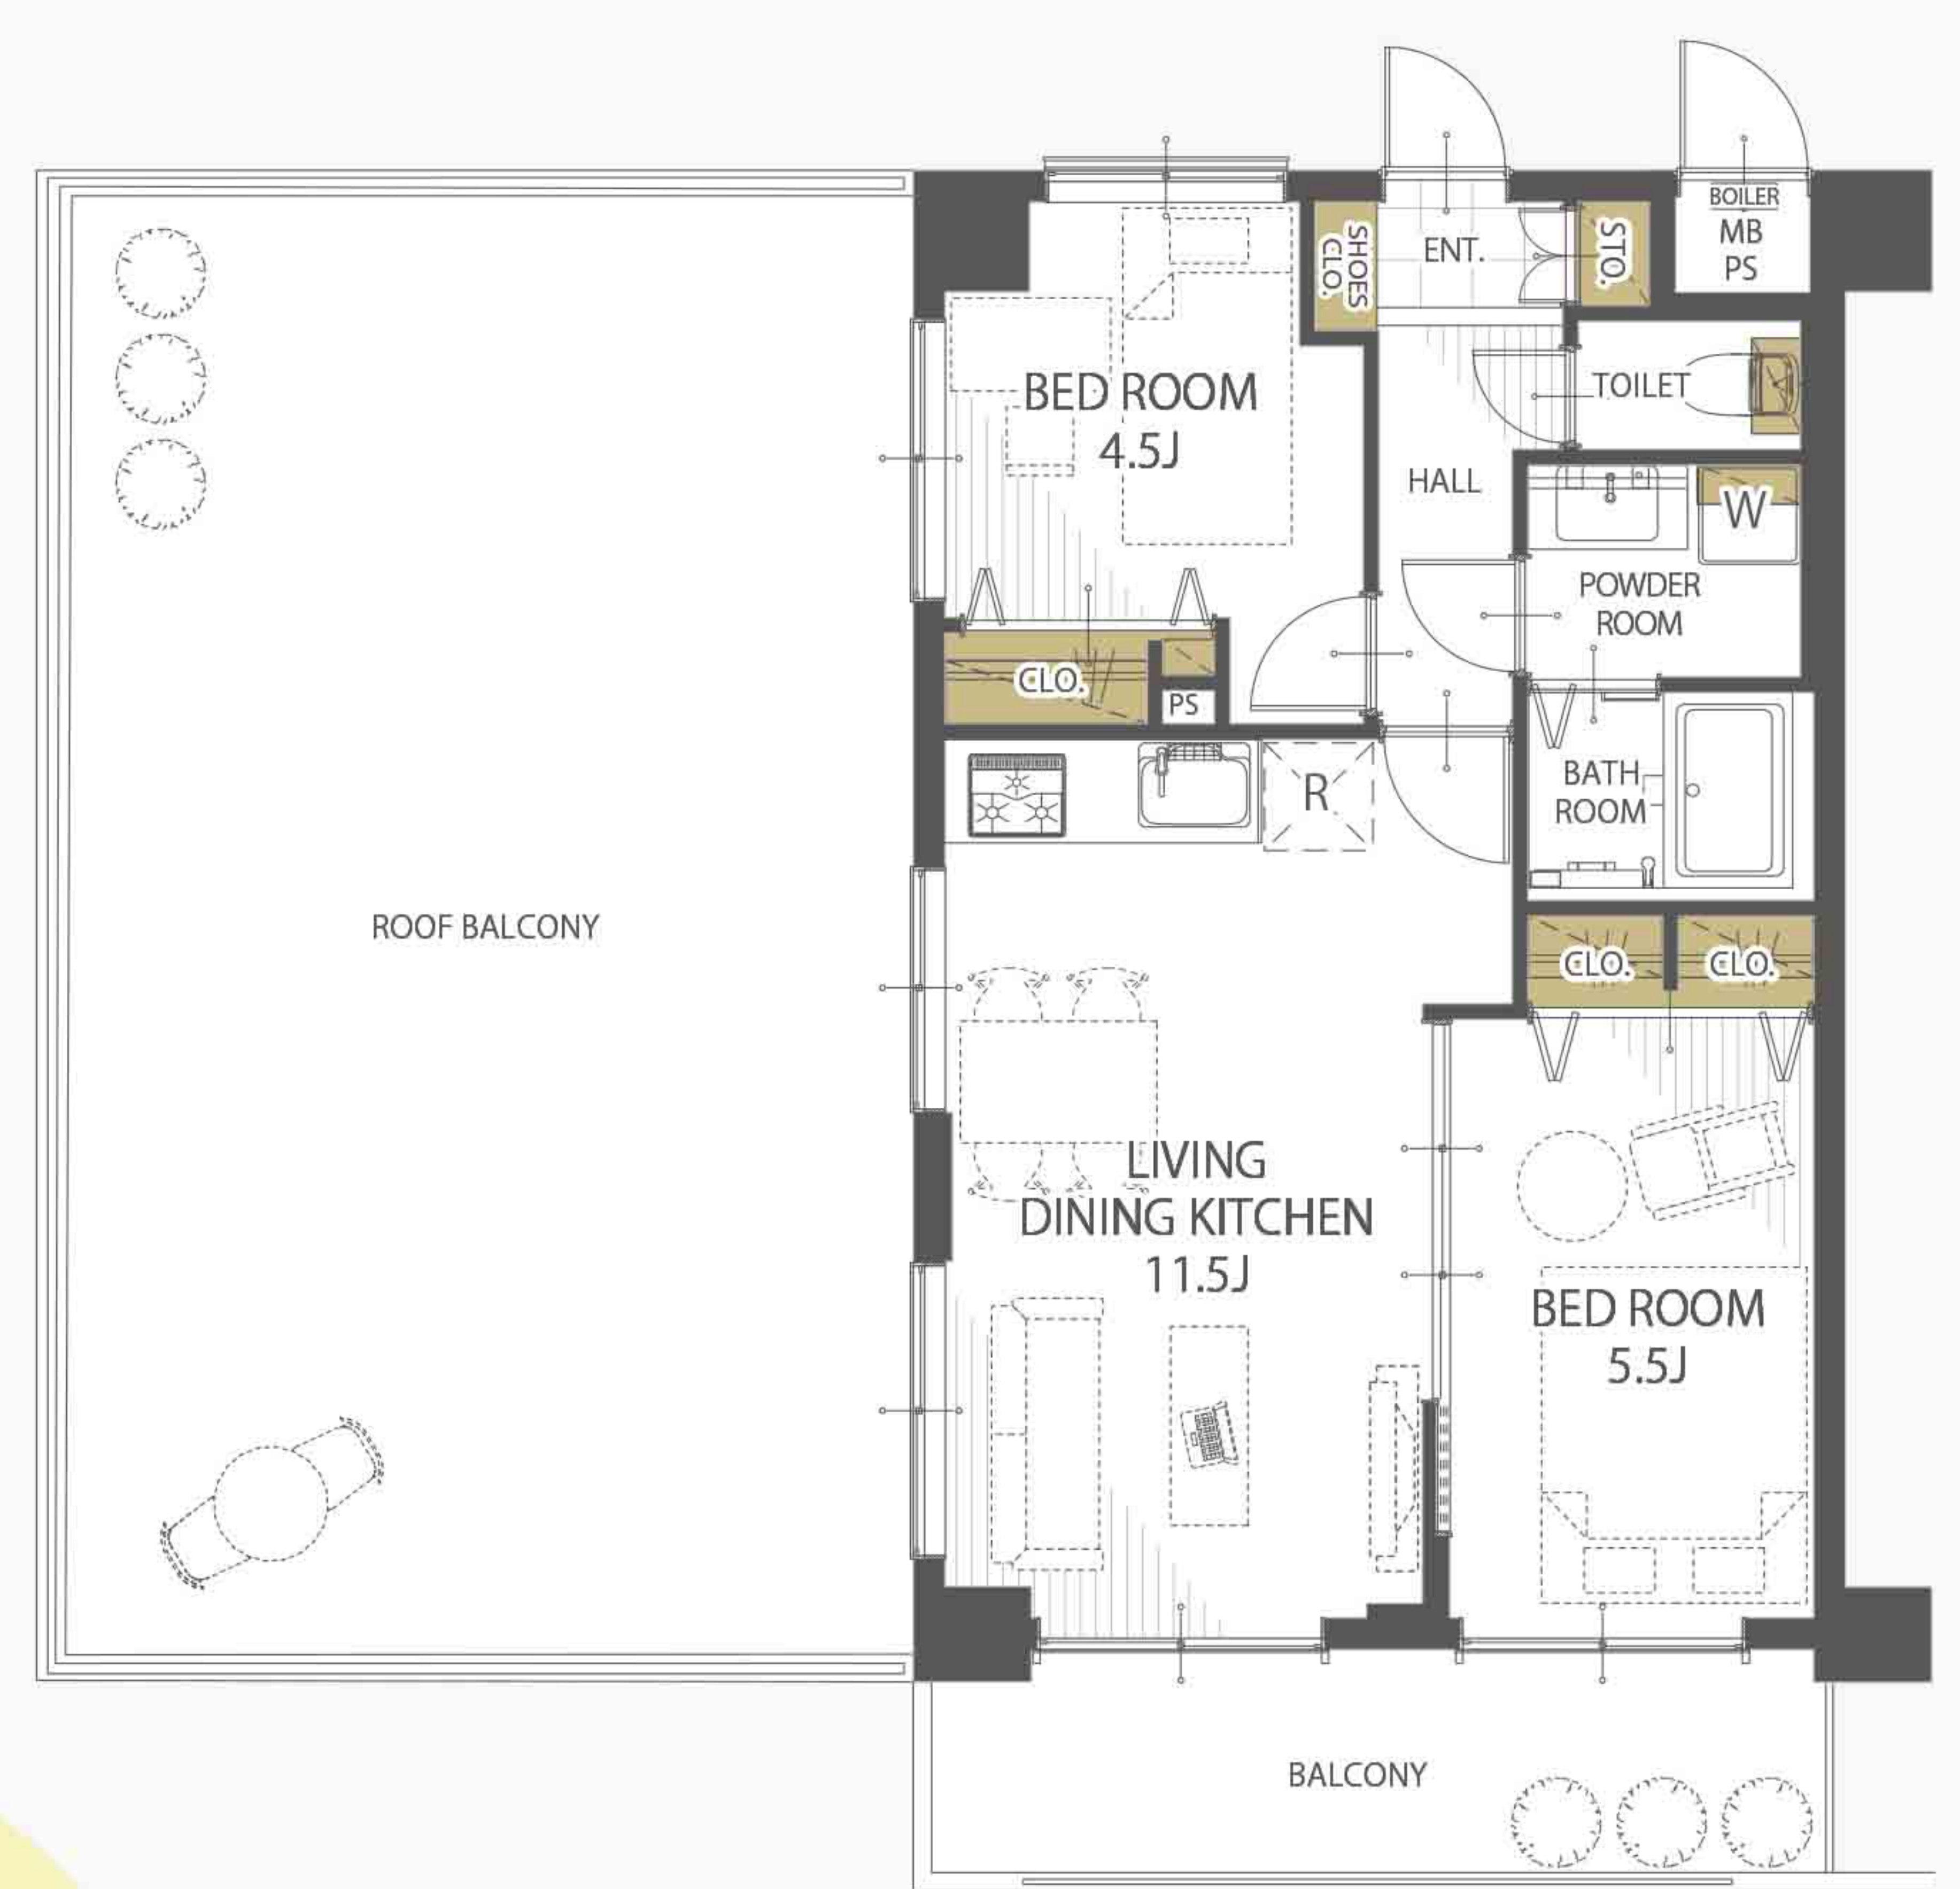 BOILER
MB
PS
SHOES
CLO.
ENT.
STO.
TOILET
BED ROOM
4.5J
HALL
W
POWDER
ROOM
CLO.
PS
R
BATH
ROOM
ROOF BALCONY
CLO.
CLO.
LIVING
DINING KITCHEN
11.5J
BED ROOM
5.5J
BALCONY